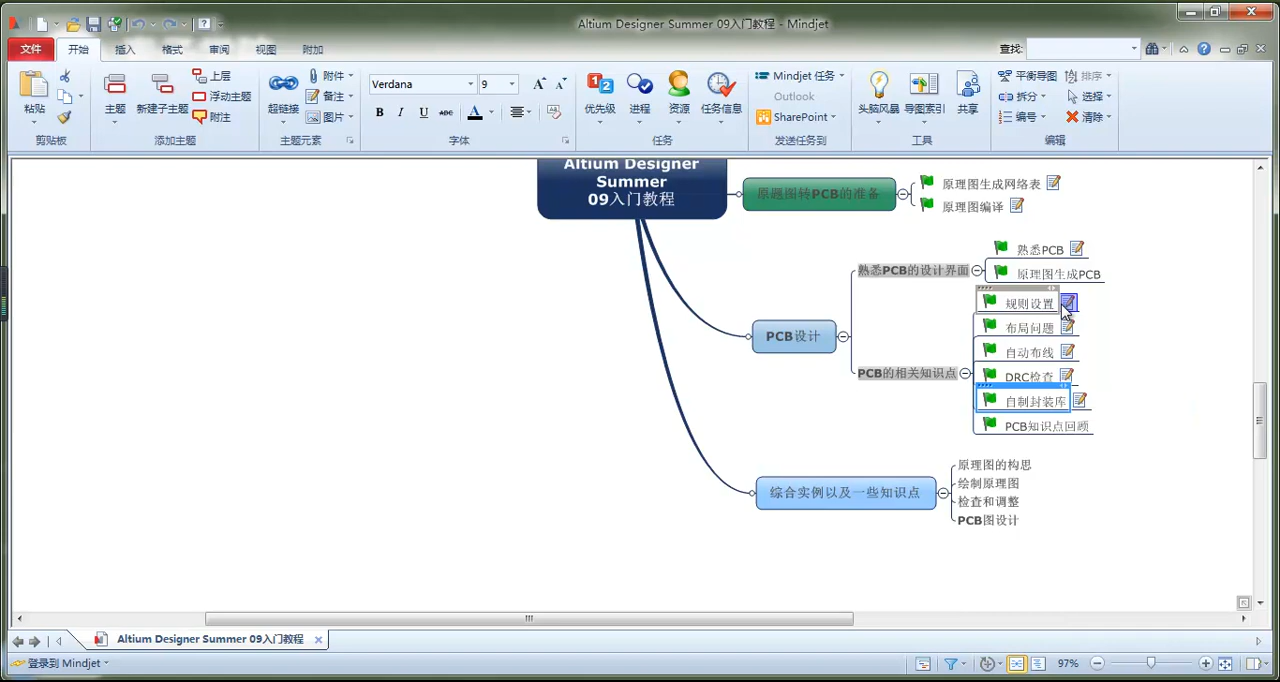 Altium Designer Summer 09入门教程 - Mindjet
文件 开始 插入 格式 审阅 视图 附加 查找:
粘贴 主题 新建子主题 上层 浮动主题 附注 超链接 附件 备注 图片 Verdana 9 B I U abc A A A 优先级 进程 资源 任务信息 Mindjet 任务 Outlook SharePoint 头脑风暴 导图索引 共享 平衡导图 拆分 编号 排序 选择 清除
剪贴板 添加主题 主题元素 字体 任务 发送任务到 工具 编辑
Altium Designer
Summer
09入门教程
原题图转PCB的准备
原理图生成网络表
原理图编译
PCB设计
熟悉PCB的设计界面
熟悉PCB
原理图生成PCB
PCB的相关知识点
规则设置
布局问题
自动布线
DRC检查
自制封装库
PCB知识点回顾
综合实例以及一些知识点
原理图的构思
绘制原理图
检查和调整
PCB图设计
Altium Designer Summer 09入门教程
登录到 Mindjet 97%